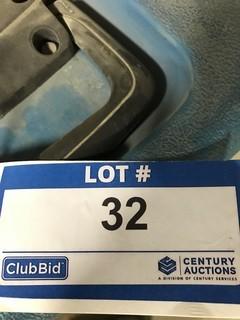 LOT #
32
ClubBid
CENTURY
AUCTIONS
A DIVISION OF CENTURY SERVICES